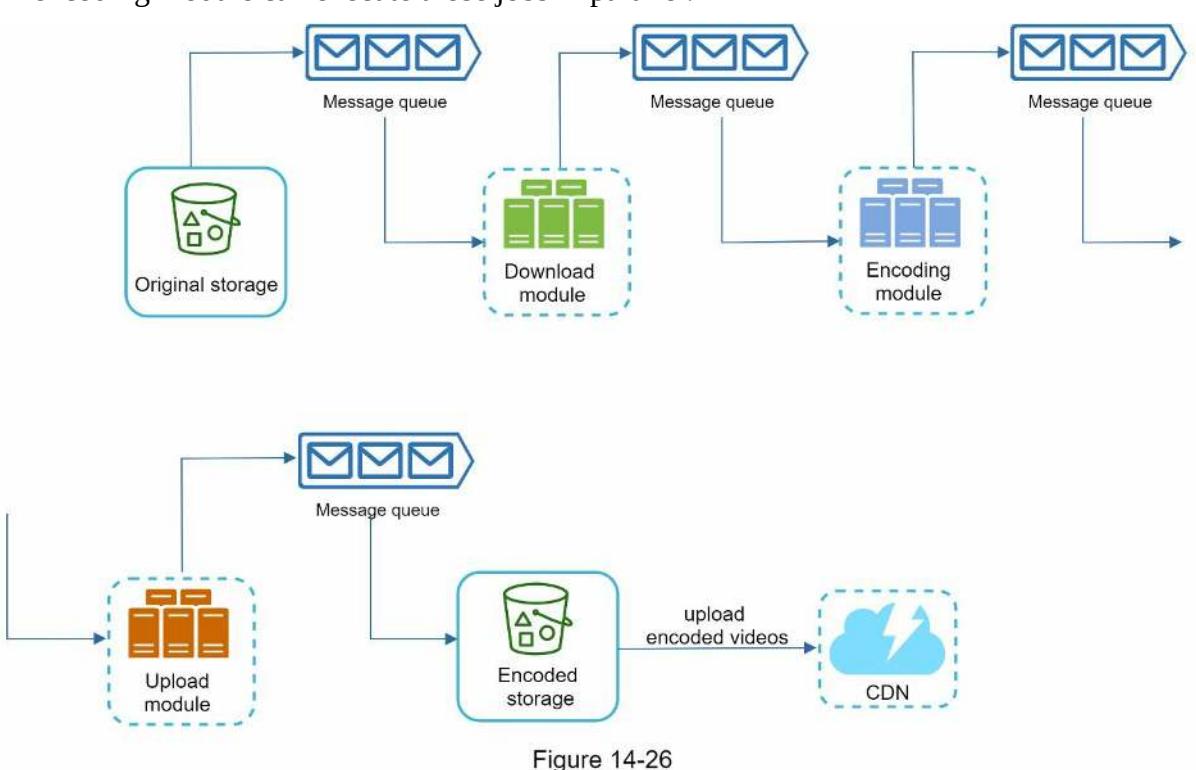 Message queue
Message queue
Message queue
Original storage
Download
module
Encoding
module
Message queue
Upload
module
Encoded
storage
upload
encoded videos
CDN
Figure 14-26